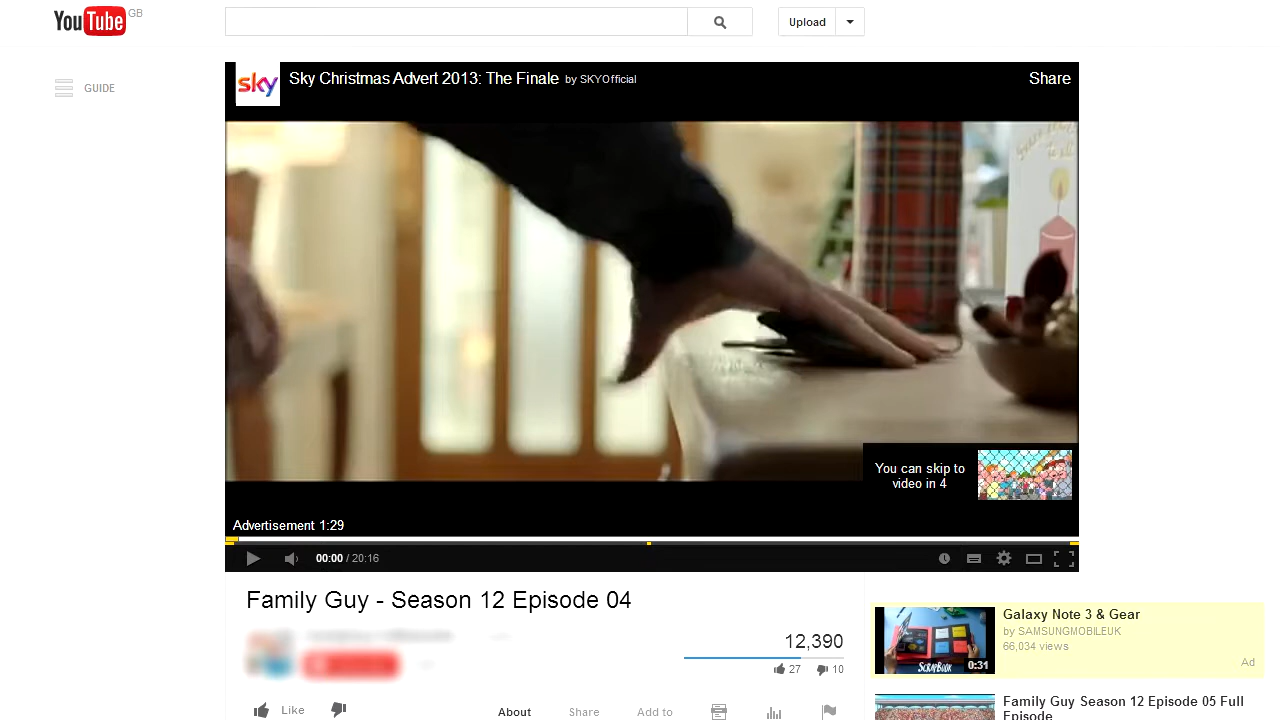 YouTube GB
Upload
GUIDE
sky
Sky Christmas Advert 2013: The Finale by SKYOfficial
Share
You can skip to
video in 4
Advertisement 1:29
00:00 / 20:16
Family Guy - Season 12 Episode 04
12,390
27
10
Like
About
Share
Add to
SCRAPBOOK
0:31
Galaxy Note 3 & Gear
by SAMSUNGMOBILEUK
66,034 views
Ad
Family Guy Season 12 Episode 05 Full
Episode